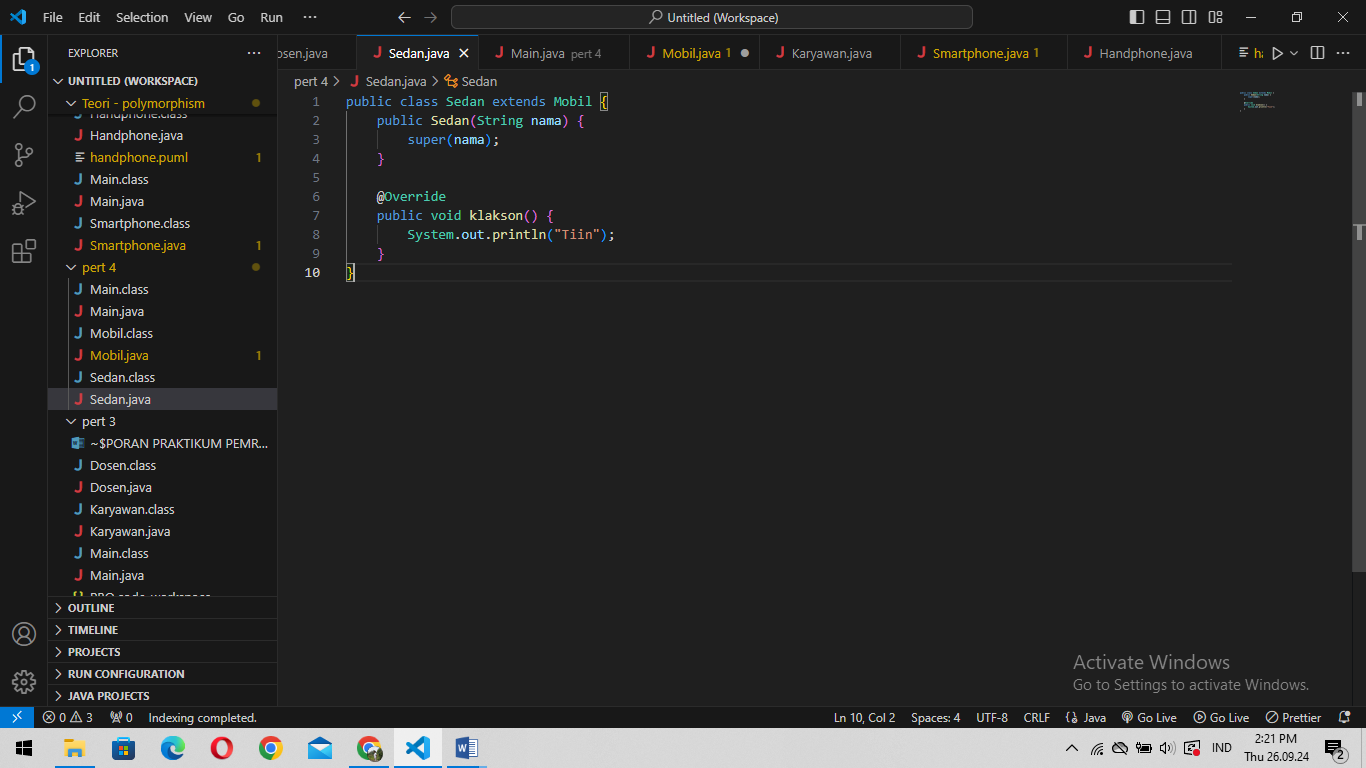 File Edit Selection View Go Run ··· Untitled (Workspace)
EXPLORER ···
1
UNTITLED (WORKSPACE)
Teori - polymorphism
Handphone.class
Handphone.java
handphone.puml 1
Main.class
Main.java
Smartphone.class
Smartphone.java 1
pert 4
Main.class
Main.java
Mobil.class
Mobil.java 1
Sedan.class
Sedan.java
pert 3
~$PORAN PRAKTIKUM PEMR...
Dosen.class
Dosen.java
Karyawan.class
Karyawan.java
Main.class
Main.java
OUTLINE
TIMELINE
PROJECTS
RUN CONFIGURATION
JAVA PROJECTS
osen.java Sedan.java Main.java pert 4 Mobil.java 1 Karyawan.java Smartphone.java 1 Handphone.java
pert 4 > Sedan.java > Sedan
1 public class Sedan extends Mobil {
2 public Sedan(String nama) {
3 super(nama);
4 }
5
6 @Override
7 public void klakson() {
8 System.out.println("Tiin");
9 }
10 }
Activate Windows
Go to Settings to activate Windows.
0 3 0 Indexing completed. Ln 10, Col 2 Spaces: 4 UTF-8 CRLF Java Go Live Go Live Prettier
IND
2:21 PM
Thu 26.09.24
2